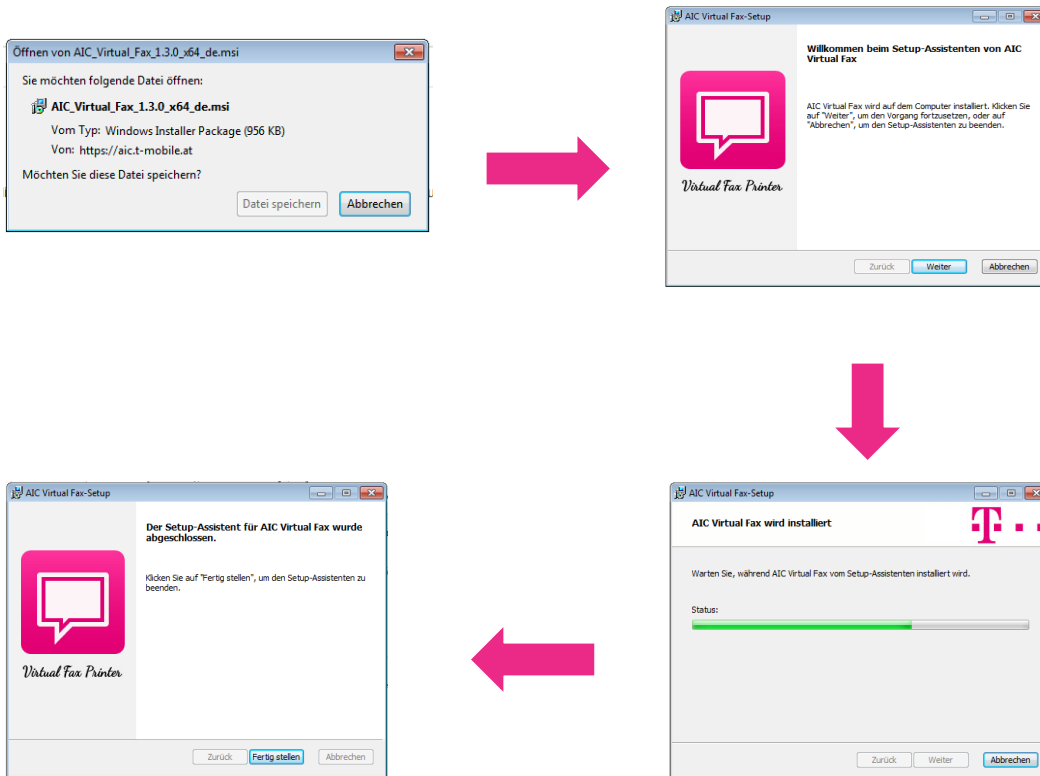 Öffnen von AIC_Virtual_Fax_1.3.0_x64_de.msi
Sie möchten folgende Datei öffnen:
AIC_Virtual_Fax_1.3.0_x64_de.msi
Vom Typ: Windows Installer Package (956 KB)
Von: https://aic.t-mobile.at
Möchten Sie diese Datei speichern?
Datei speichern
Abbrechen
AIC Virtual Fax-Setup
Willkommen beim Setup-Assistenten von AIC
Virtual Fax
AIC Virtual Fax wird auf dem Computer installiert. Klicken Sie
auf "Weiter", um den Vorgang fortzusetzen, oder auf
"Abbrechen", um den Setup-Assistenten zu beenden.
Virtual Fax Printer
Zurück
Weiter
Abbrechen
AIC Virtual Fax-Setup
AIC Virtual Fax wird installiert
T
Warten Sie, während AIC Virtual Fax vom Setup-Assistenten installiert wird.
Status:
Zurück
Weiter
Abbrechen
AIC Virtual Fax-Setup
Der Setup-Assistent für AIC Virtual Fax wurde
abgeschlossen.
Klicken Sie auf "Fertig stellen", um den Setup-Assistenten zu
beenden.
Virtual Fax Printer
Zurück
Fertig stellen
Abbrechen